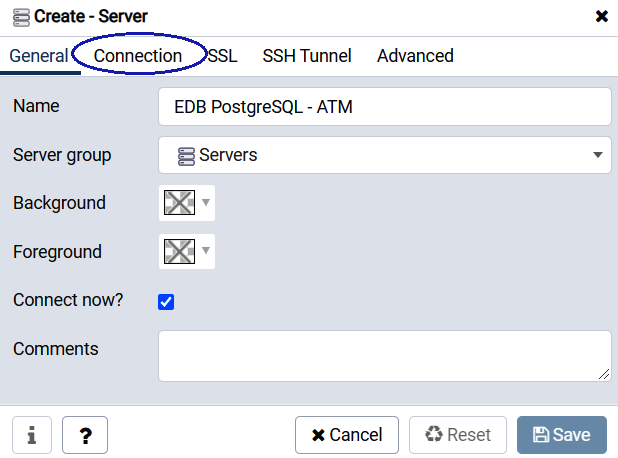 Create - Server
General Connection SSL SSH Tunnel Advanced
Name EDB PostgreSQL - ATM
Server group Servers
Background
Foreground
Connect now?
Comments
i ? Cancel Reset Save